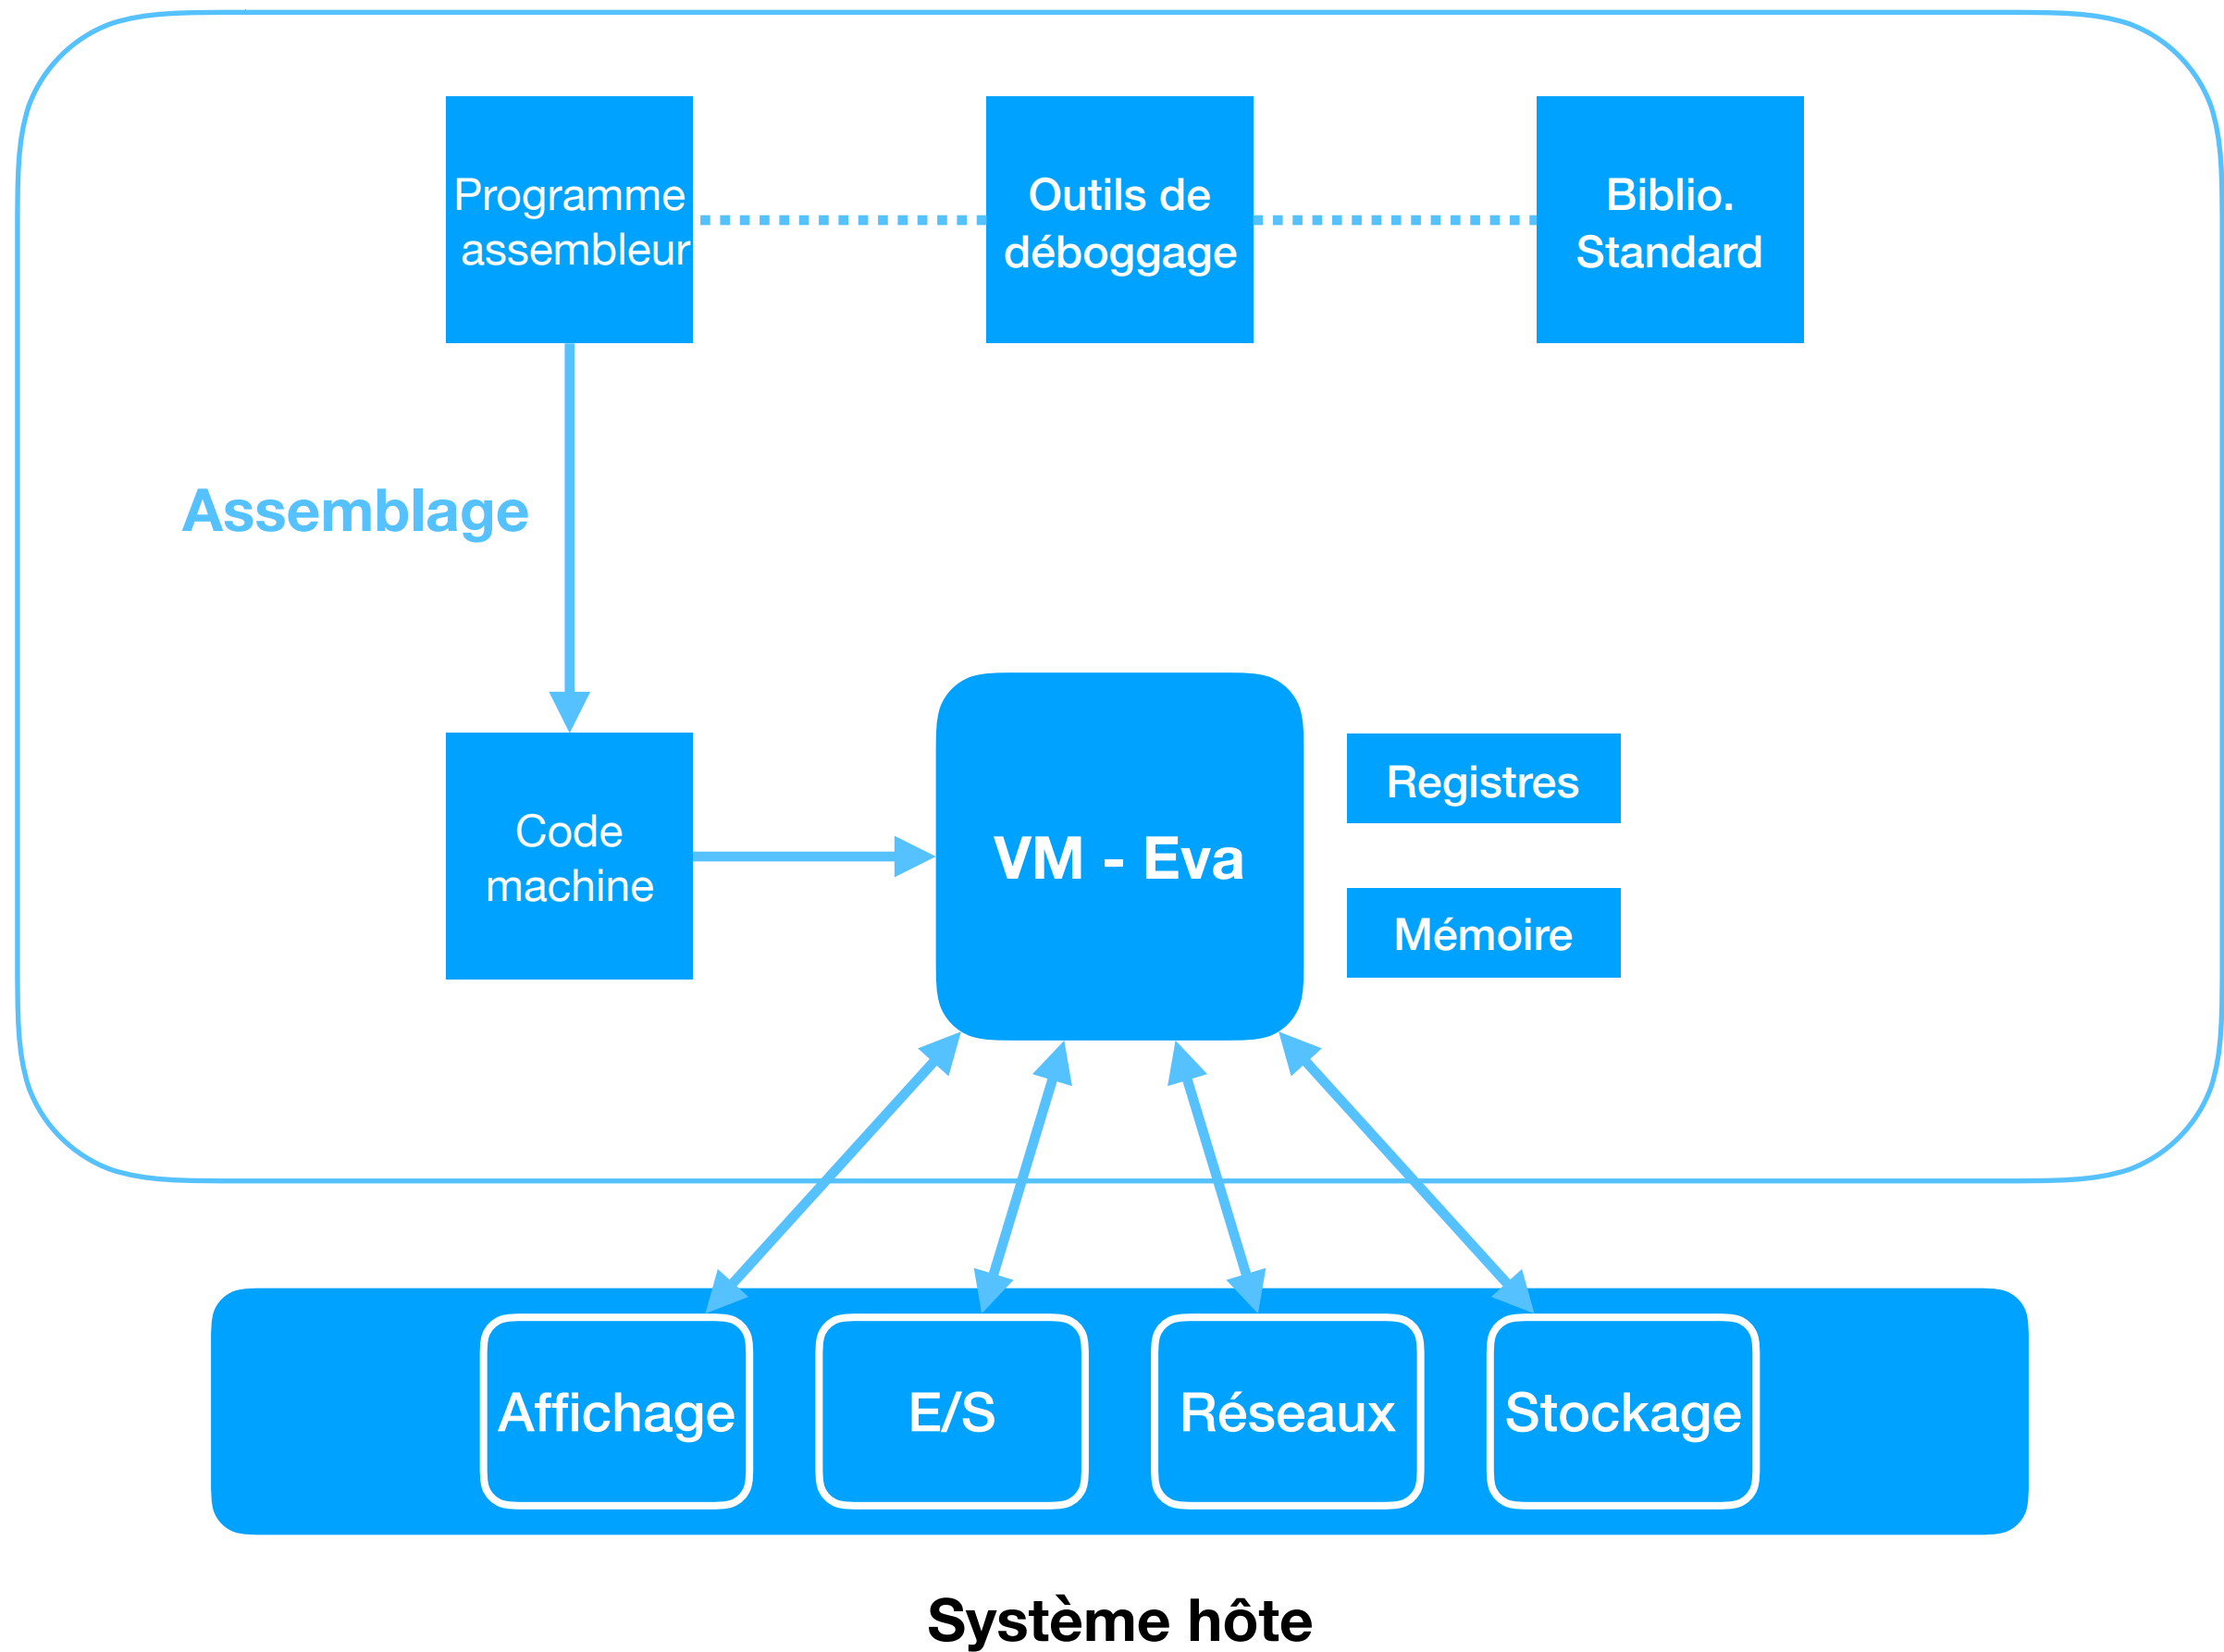 Programme
assembleur
Outils de
déboggage
Biblio.
Standard
Assemblage
Code
machine
VM - Eva
Registres
Mémoire
Affichage
E/S
Réseaux
Stockage
Système hôte